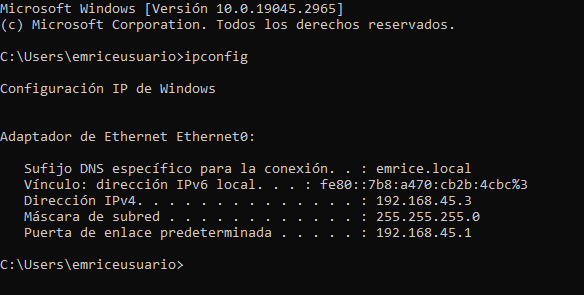 Microsoft Windows [Versión 10.0.19045.2965]
(c) Microsoft Corporation. Todos los derechos reservados.
C:\Users\emriceusuario>ipconfig
Configuración IP de Windows
Adaptador de Ethernet Ethernet0:
Sufijo DNS específico para la conexión. . : emrice.local
Vínculo: dirección IPv6 local. . . : fe80::7b8:a470:cb2b:4cbc%3
Dirección IPv4. . . . . . . . . . . . . . : 192.168.45.3
Máscara de subred . . . . . . . . . . . . : 255.255.255.0
Puerta de enlace predeterminada . . . . . : 192.168.45.1
C:\Users\emriceusuario>